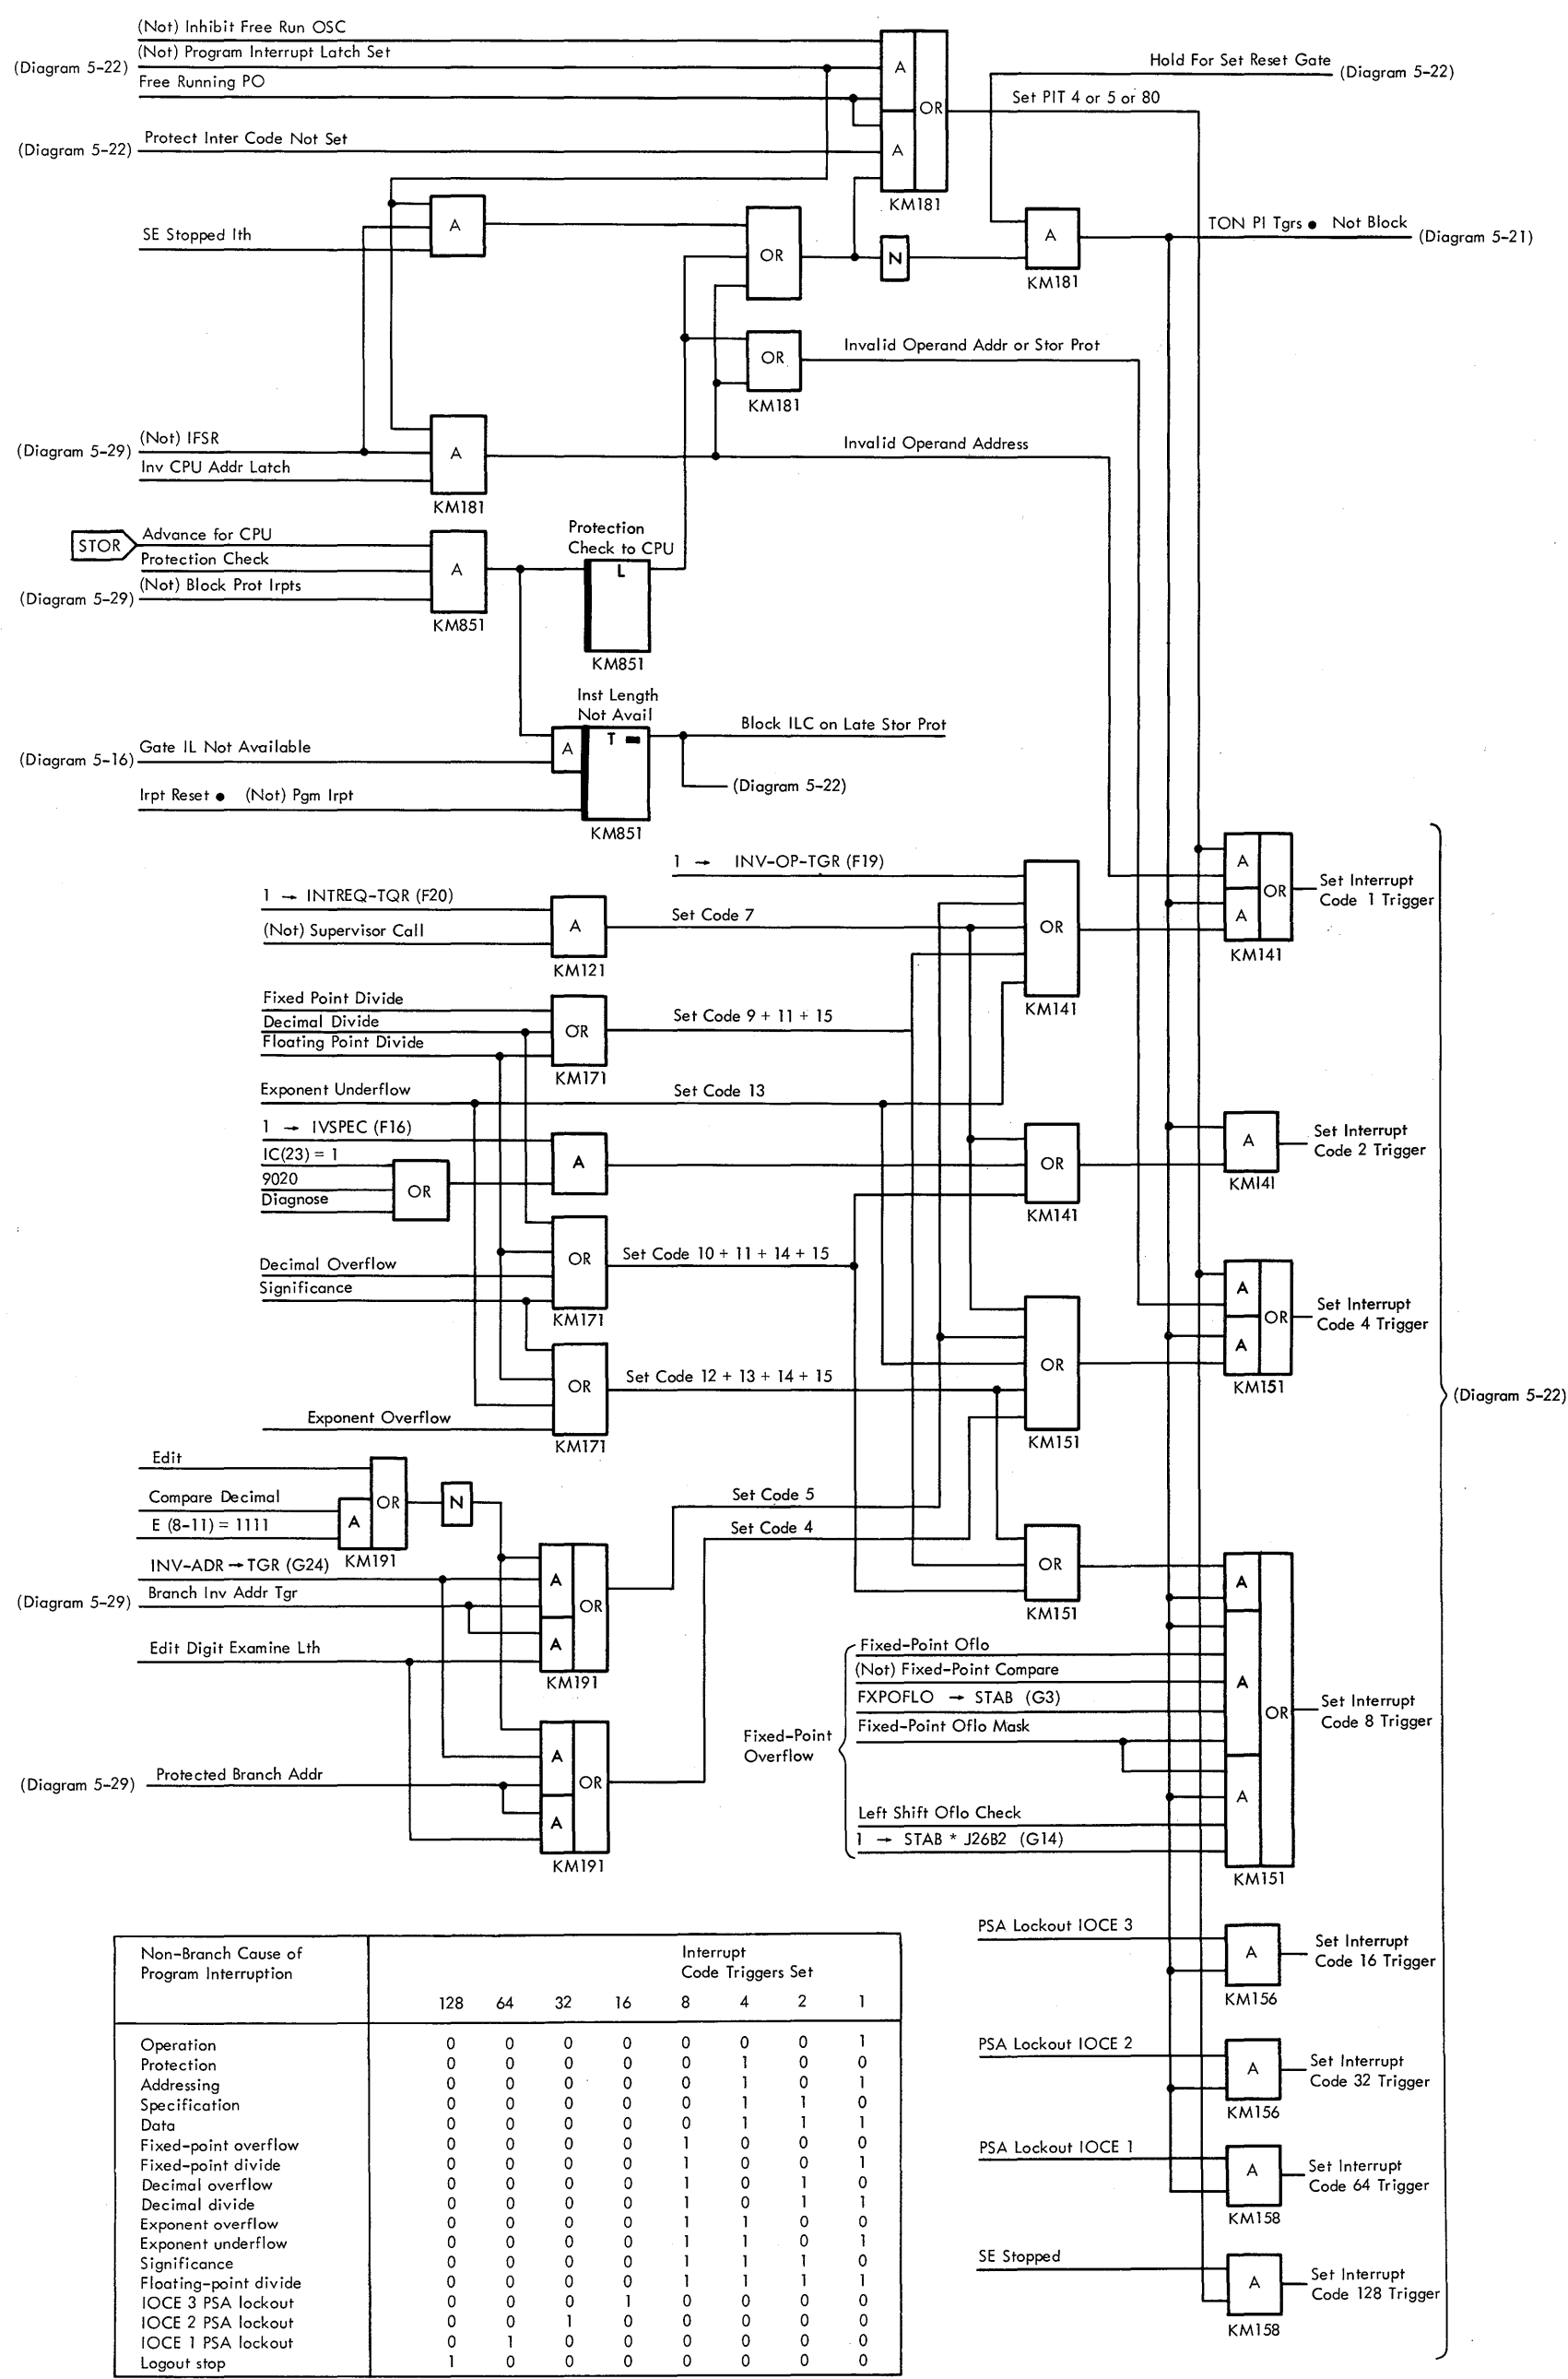 (Not) Inhibit Free Run OSC
(Not) Program Interrupt Latch Set
(Diagram 5-22)
Free Running PO
Protect Inter Code Not Set
(Diagram 5-22)
A
A
OR
KM181
Hold For Set Reset Gate
(Diagram 5-22)
Set PIT 4 or 5 or 80
SE Stopped lth
A
OR
N
A
KM181
TON PI Tgrs ● Not Block
(Diagram 5-21)
OR
KM181
Invalid Operand Addr or Stor Prot
(Not) IFSR
(Diagram 5-29)
Inv CPU Addr Latch
A
KM181
Invalid Operand Address
STOR
Advance for CPU
Protection Check
(Not) Block Prot Irpts
(Diagram 5-29)
A
KM851
Protection
Check to CPU
L
KM851
Inst Length
Not Avail
Gate IL Not Available
(Diagram 5-16)
A
T
Irpt Reset ● (Not) Pgm Irpt
KM851
Block ILC on Late Stor Prot
(Diagram 5-22)
1 → INV-OP-TGR (F19)
1 → INTREQ-TQR (F20)
(Not) Supervisor Call
A
KM121
Set Code 7
OR
KM141
A
A
OR
KM141
Set Interrupt
Code 1 Trigger
Fixed Point Divide
Decimal Divide
Floating Point Divide
OR
KM171
Set Code 9 + 11 + 15
Exponent Underflow
Set Code 13
1 → IVSPEC (F16)
IC(23) = 1
9020
Diagnose
OR
A
OR
KM141
A
KM141
Set Interrupt
Code 2 Trigger
Decimal Overflow
Significance
OR
KM171
Set Code 10 + 11 + 14 + 15
OR
KM171
Set Code 12 + 13 + 14 + 15
Exponent Overflow
OR
KM151
A
A
OR
KM151
Set Interrupt
Code 4 Trigger
(Diagram 5-22)
Edit
Compare Decimal
E (8-11) = 1111
A
OR
KM191
N
Set Code 5
Set Code 4
INV-ADR → TGR (G24)
Branch Inv Addr Tgr
(Diagram 5-29)
Edit Digit Examine Lth
A
A
OR
KM191
OR
KM151
Protected Branch Addr
(Diagram 5-29)
A
A
OR
KM191
Fixed-Point
Overflow
Fixed-Point Oflo
(Not) Fixed-Point Compare
FXPOFLO → STAB (G3)
Fixed-Point Oflo Mask
Left Shift Oflo Check
1 → STAB * J26B2 (G14)
A
A
A
OR
KM151
Set Interrupt
Code 8 Trigger
PSA Lockout IOCE 3
A
KM156
Set Interrupt
Code 16 Trigger
PSA Lockout IOCE 2
A
KM156
Set Interrupt
Code 32 Trigger
PSA Lockout IOCE 1
A
KM158
Set Interrupt
Code 64 Trigger
SE Stopped
A
KM158
Set Interrupt
Code 128 Trigger
Non-Branch Cause of
Program Interruption
Interrupt
Code Triggers Set
128 64 32 16 8 4 2 1
Operation 0 0 0 0 0 0 0 1
Protection 0 0 0 0 0 1 0 0
Addressing 0 0 0 0 0 1 0 1
Specification 0 0 0 0 0 1 1 0
Data 0 0 0 0 0 1 1 1
Fixed-point overflow 0 0 0 0 1 0 0 0
Fixed-point divide 0 0 0 0 1 0 0 1
Decimal overflow 0 0 0 0 1 0 1 0
Decimal divide 0 0 0 0 1 0 1 1
Exponent overflow 0 0 0 0 1 1 0 0
Exponent underflow 0 0 0 0 1 1 0 1
Significance 0 0 0 0 1 1 1 0
Floating-point divide 0 0 0 0 1 1 1 1
IOCE 3 PSA lockout 0 0 0 1 0 0 0 0
IOCE 2 PSA lockout 0 0 1 0 0 0 0 0
IOCE 1 PSA lockout 0 1 0 0 0 0 0 0
Logout stop 1 0 0 0 0 0 0 0